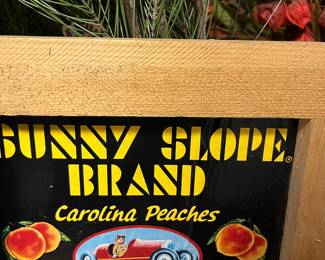 SUNNY SLOPE®
BRAND
Carolina Peaches